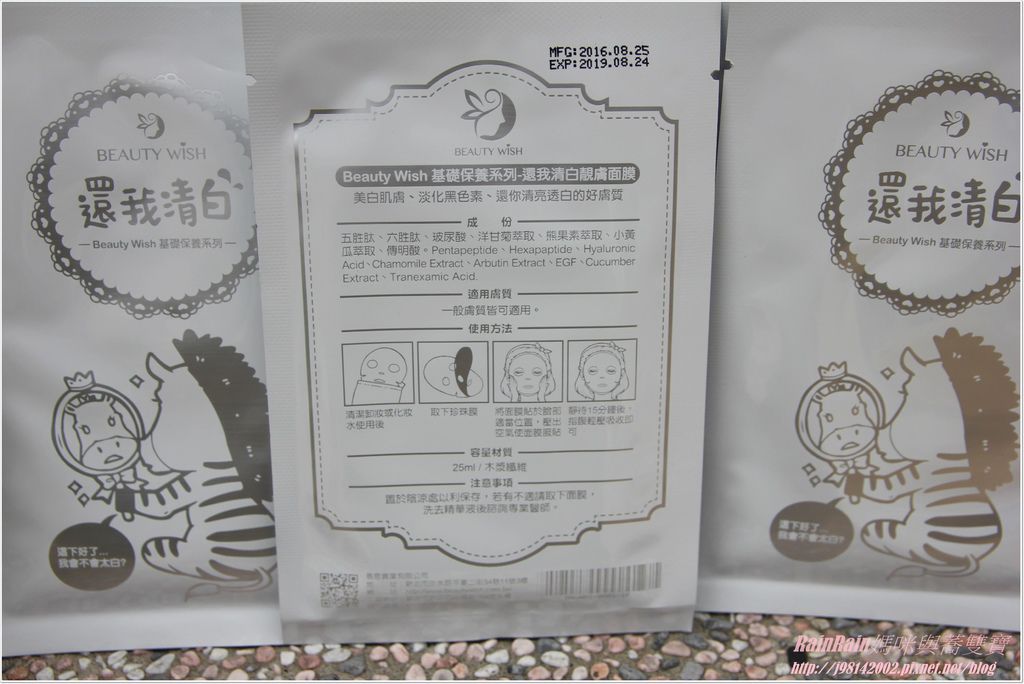 BEAUTY WISH
還我清白
Beauty Wish 基礎保養系列
這下好了...
我會不會太白?
MFG:2016.08.25
EXP:2019.08.24
BEAUTY WISH
Beauty Wish 基礎保養系列-還我清白靚膚面膜
美白肌膚、淡化黑色素、還你清亮透白的好膚質
成 份
五胜肽、六胜肽、玻尿酸、洋甘菊萃取、熊果素萃取、小黃
瓜萃取、傳明酸。Pentapeptide、Hexapaptide、Hyaluronic
Acid、Chamomile Extract、Arbutin Extract、EGF、Cucumber
Extract、Tranexamic Acid.
適用膚質
一般膚質皆可適用。
使用方法
清潔卸妝或化妝
水使用後
取下珍珠膜
將面膜貼於臉部
適當位置，壓出
空氣使面膜服貼
靜待15分鐘後，
指腹輕壓吸收即
可
容量材質
25ml / 木漿纖維
注意事項
置於陰涼處以利保存，若有不適請取下面膜，
洗去精華液後諮詢專業醫師。
BEAUTY WISH
還我清白
Beauty Wish 基礎保養系列
這下好了...
我會不會太白?
RainRain媽咪與蕎雙寶
http://j98142002.pixnet.net/blog